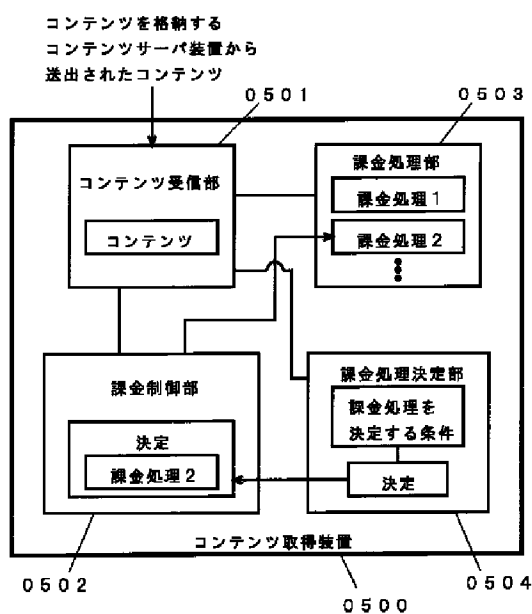 コンテンツを格納する
コンテンツサーバ装置から
送出されたコンテンツ
0501
0503
コンテンツ受信部
コンテンツ
課金処理部
課金処理1
課金処理2
課金制御部
決定
課金処理2
課金処理決定部
課金処理を
決定する条件
決定
コンテンツ取得装置
0502
0504
0500